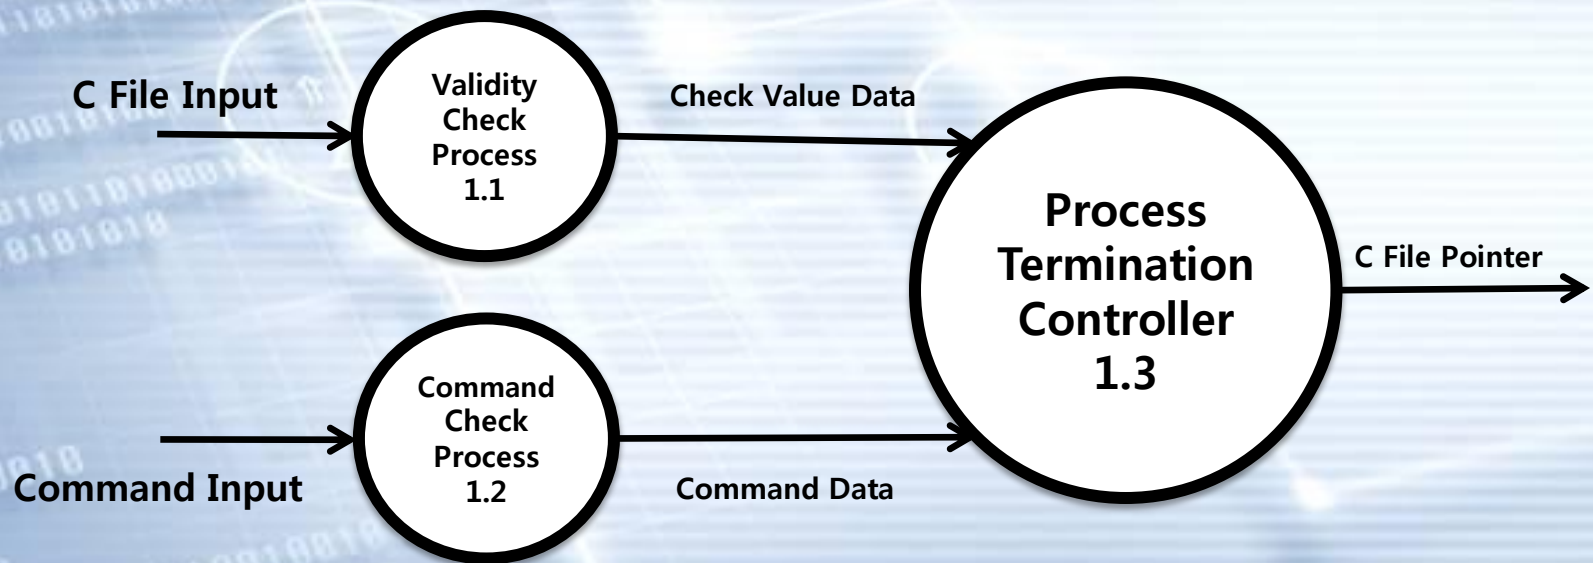 C File Input
Validity
Check
Process
1.1
Check Value Data
Process
Termination
Controller
1.3
C File Pointer
Command Input
Command
Check
Process
1.2
Command Data